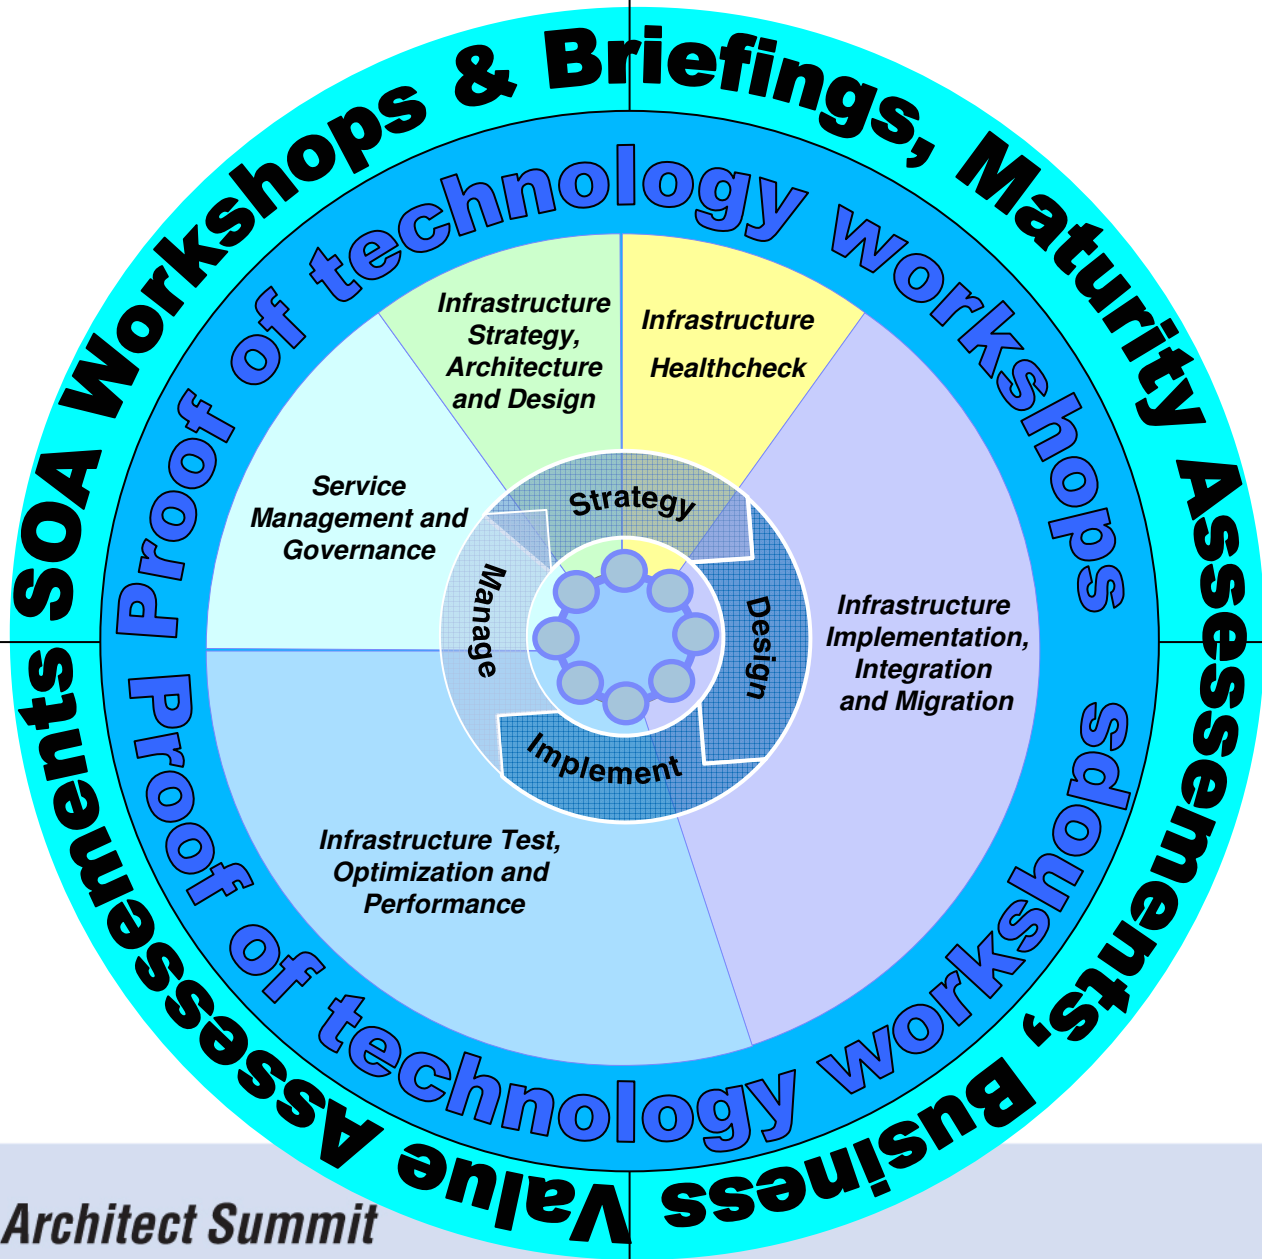 SOA Workshops & Briefings, Maturity Assessements, Business Value Assessements
Proof of technology workshops
Infrastructure
Strategy,
Architecture
and Design
Infrastructure
Healthcheck
Service
Management and
Governance
Infrastructure
Implementation,
Integration
and Migration
Infrastructure Test,
Optimization and
Performance
Strategy
Design
Implement
Manage
Proof of technology workshops
Architect Summit